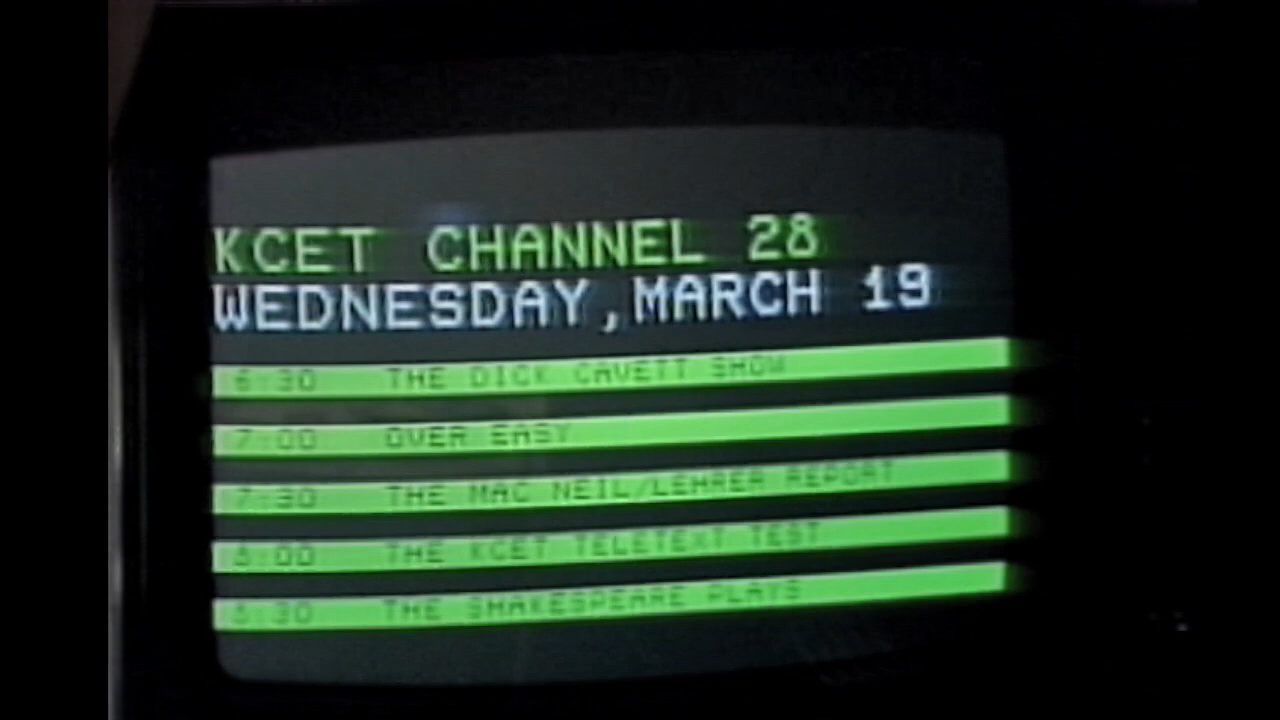 KCET CHANNEL 28
WEDNESDAY,MARCH 19
6:30 THE DICK CAVETT SHOW
7:00 OVER EASY
7:30 THE MAC NEIL/LEHRER REPORT
8:00 THE KCET TELETEXT TEST
8:30 THE SHAKESPEARE PLAYS